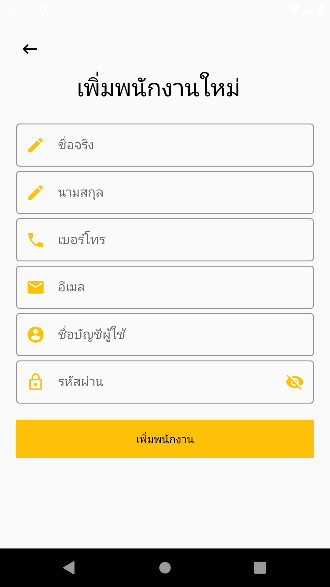 เพิ่มพนักงานใหม่
ชื่อจริง
นามสกุล
เบอร์โทร
อีเมล
ชื่อบัญชีผู้ใช้
รหัสผ่าน
เพิ่มพนักงาน